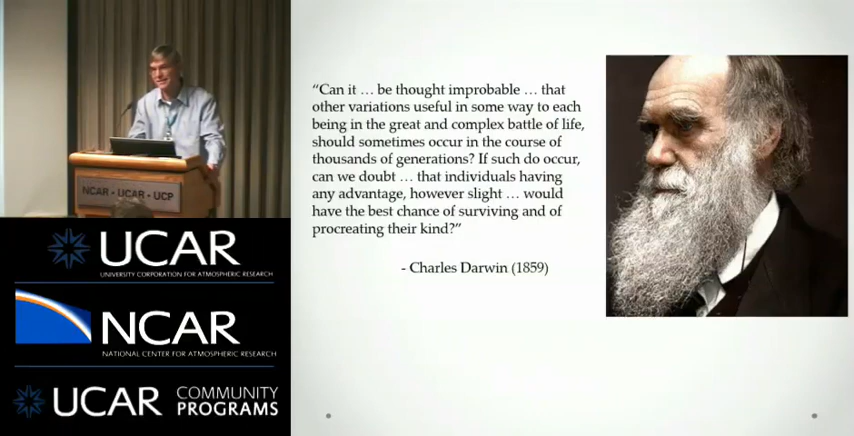 NCAR • UCAR • UCP
UCAR
UNIVERSITY CORPORATION FOR ATMOSPHERIC RESEARCH
NCAR
NATIONAL CENTER FOR ATMOSPHERIC RESEARCH
UCAR COMMUNITY
PROGRAMS
“Can it … be thought improbable … that
other variations useful in some way to each
being in the great and complex battle of life,
should sometimes occur in the course of
thousands of generations? If such do occur,
can we doubt … that individuals having
any advantage, however slight … would
have the best chance of surviving and of
procreating their kind?”
- Charles Darwin (1859)